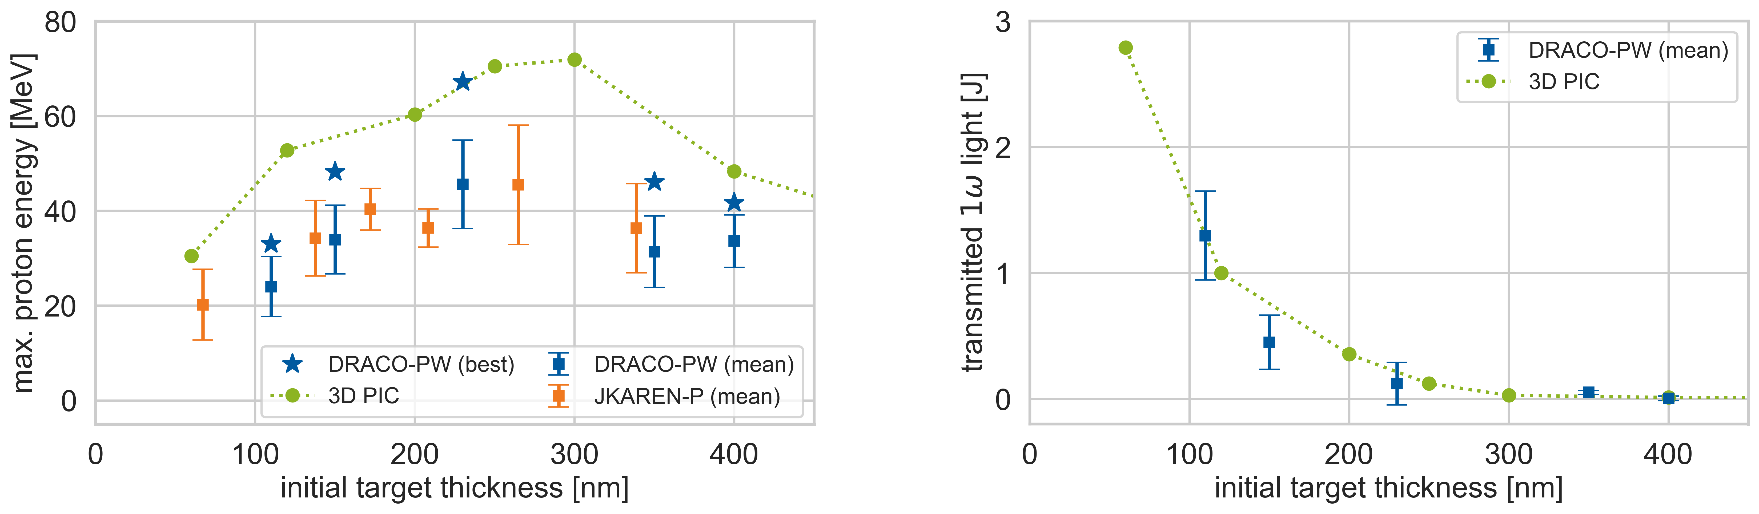 80
60
40
20
0
max. proton energy [MeV]
DRACO-PW (best)
3D PIC
DRACO-PW (mean)
JKAREN-P (mean)
0 100 200 300 400
initial target thickness [nm]
3
2
1
0
transmitted 1ω light [J]
DRACO-PW (mean)
3D PIC
0 100 200 300 400
initial target thickness [nm]